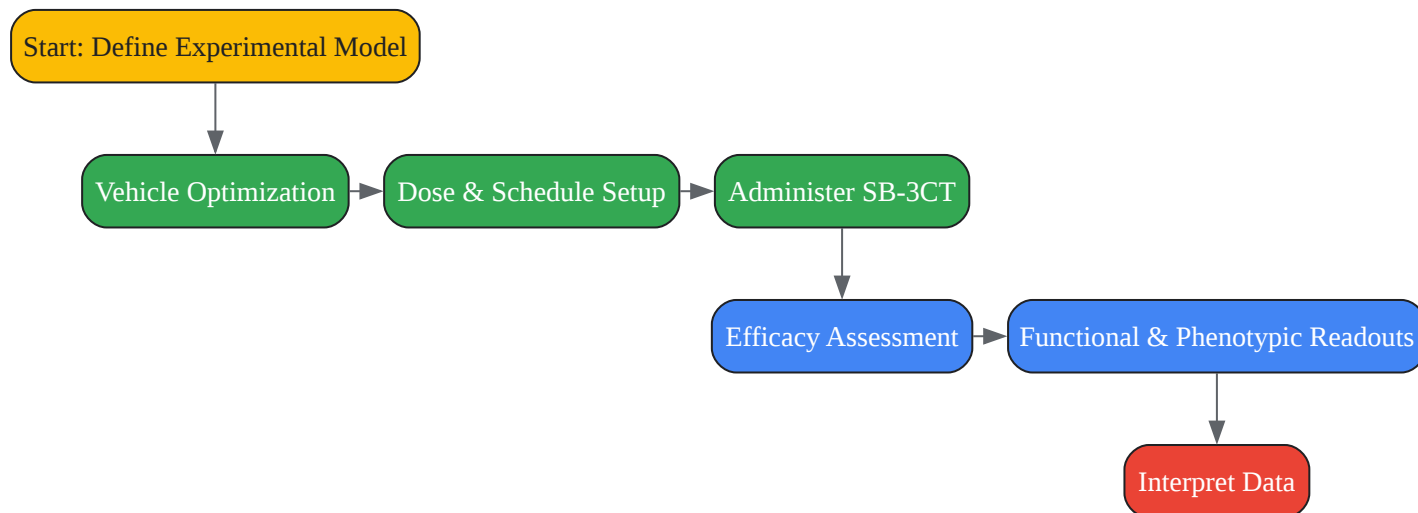 Start: Define Experimental Model
Vehicle Optimization
Dose & Schedule Setup
Administer SB-3CT
Efficacy Assessment
Functional & Phenotypic Readouts
Interpret Data